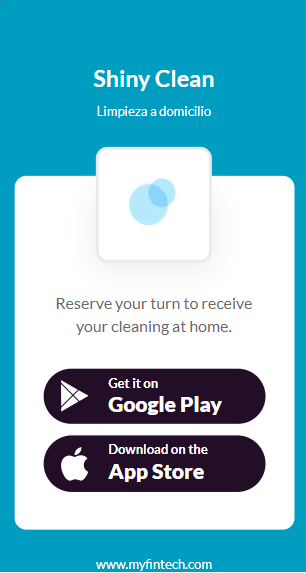 Shiny Clean
Limpieza a domicilio
Reserve your turn to receive
your cleaning at home.
Get it on
Google Play
Download on the
App Store
www.myfintech.com